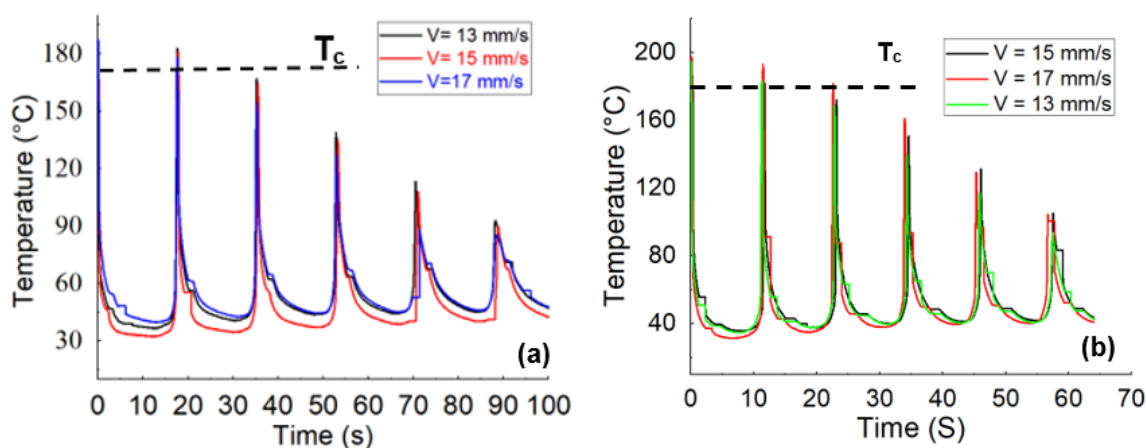 180
150
120
90
60
30
Temperature (°C)
0 10 20 30 40 50 60 70 80 90 100
Time (s)
Tc
V= 13 mm/s
V= 15 mm/s
V=17 mm/s
(a)
200
160
120
80
40
Temperature (°C)
0 10 20 30 40 50 60 70
Time (S)
Tc
V = 15 mm/s
V = 17 mm/s
V = 13 mm/s
(b)